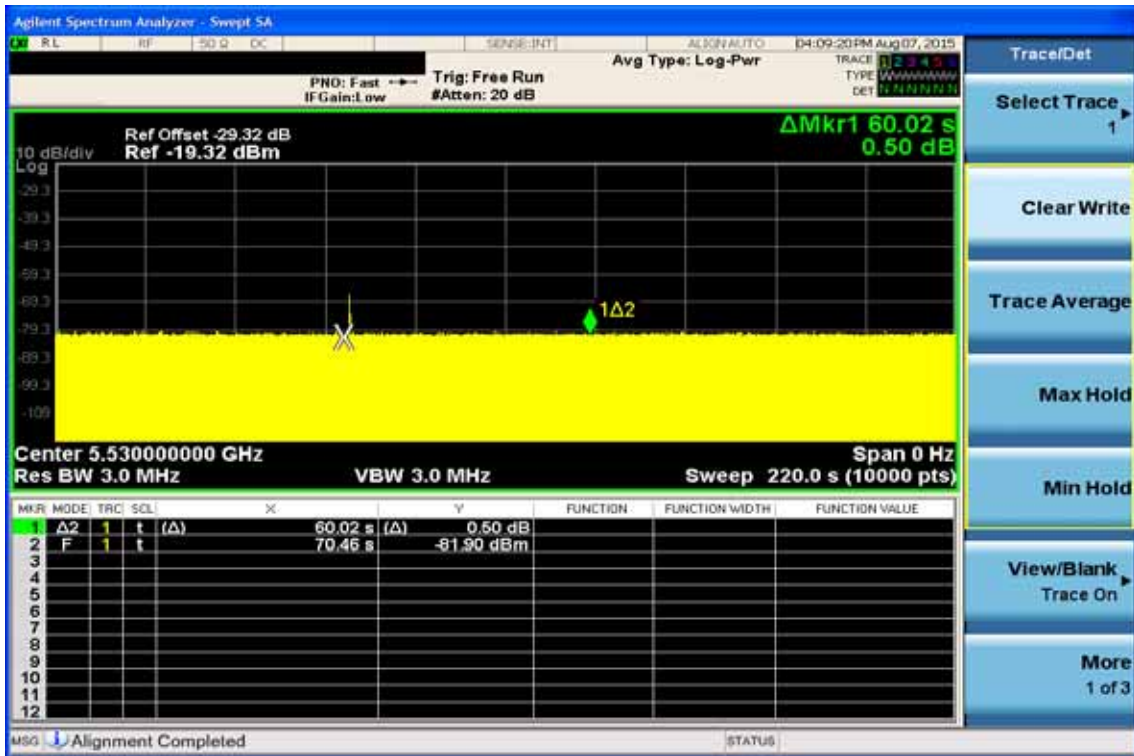 Agilent Spectrum Analyzer - Swept SA
RL RF 50 Ω DC SENSE:INT ALIGN AUTO 04:09:20 PM Aug 07, 2015
Avg Type: Log-Pwr
TRACE 1 2 3 4 5 6
TYPE WWWWWW
DET N N N N N N
PNO: Fast
IFGain:Low
Trig: Free Run
#Atten: 20 dB
ΔMkr1 60.02 s
0.50 dB
Ref Offset -29.32 dB
10 dB/div Ref -19.32 dBm
Log
-29.3
-39.3
-49.3
-59.3
-69.3
-79.3
-89.3
-99.3
-109
1Δ2
Center 5.530000000 GHz Span 0 Hz
Res BW 3.0 MHz VBW 3.0 MHz Sweep 220.0 s (10000 pts)
MKR MODE TRC SCL X Y FUNCTION FUNCTION WIDTH FUNCTION VALUE
1 Δ2 1 t (Δ) 60.02 s (Δ) 0.50 dB
2 F 1 t 70.46 s -81.90 dBm
3
4
5
6
7
8
9
10
11
12
MSG Alignment Completed STATUS
Trace/Det
Select Trace
1
Clear Write
Trace Average
Max Hold
Min Hold
View/Blank
Trace On
More
1 of 3